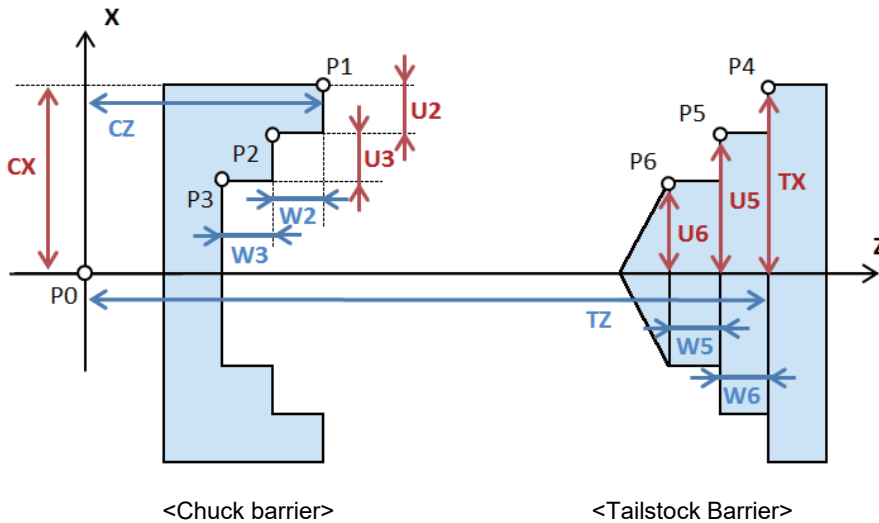 X
P1
P4
CZ
U2
P5
CX
P2
U3
P6
TX
P3
U5
W2
U6
W3
Z
P0
TZ
W5
W6
<Chuck barrier>
<Tailstock Barrier>